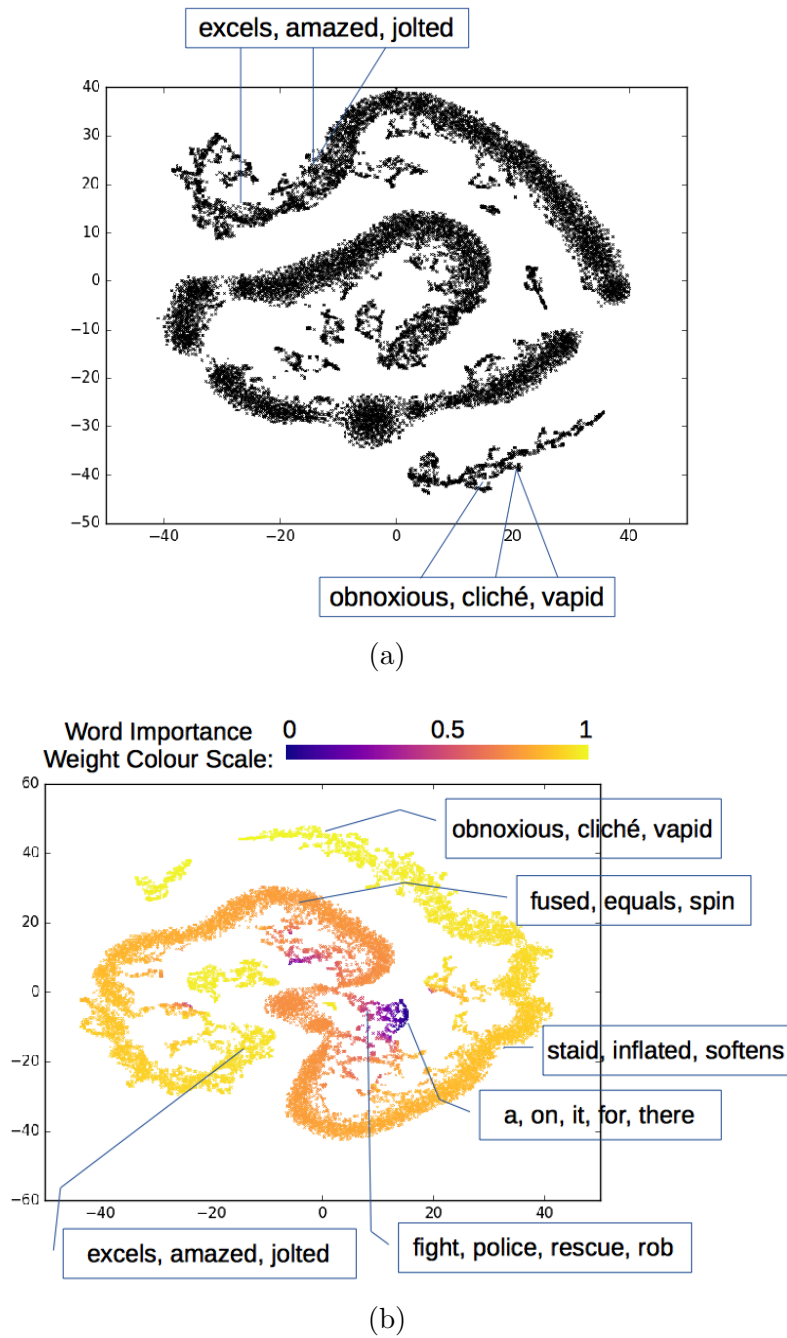 excels, amazed, jolted
40
30
20
10
0
−10
−20
−30
−40
−50
−40 −20 0 20 40
obnoxious, cliché, vapid
(a)
Word Importance 0 0.5 1
Weight Colour Scale:
60
40
20
0
−20
−40
−60
obnoxious, cliché, vapid
fused, equals, spin
staid, inflated, softens
a, on, it, for, there
−40 −20 0 20 40
excels, amazed, jolted
fight, police, rescue, rob
(b)